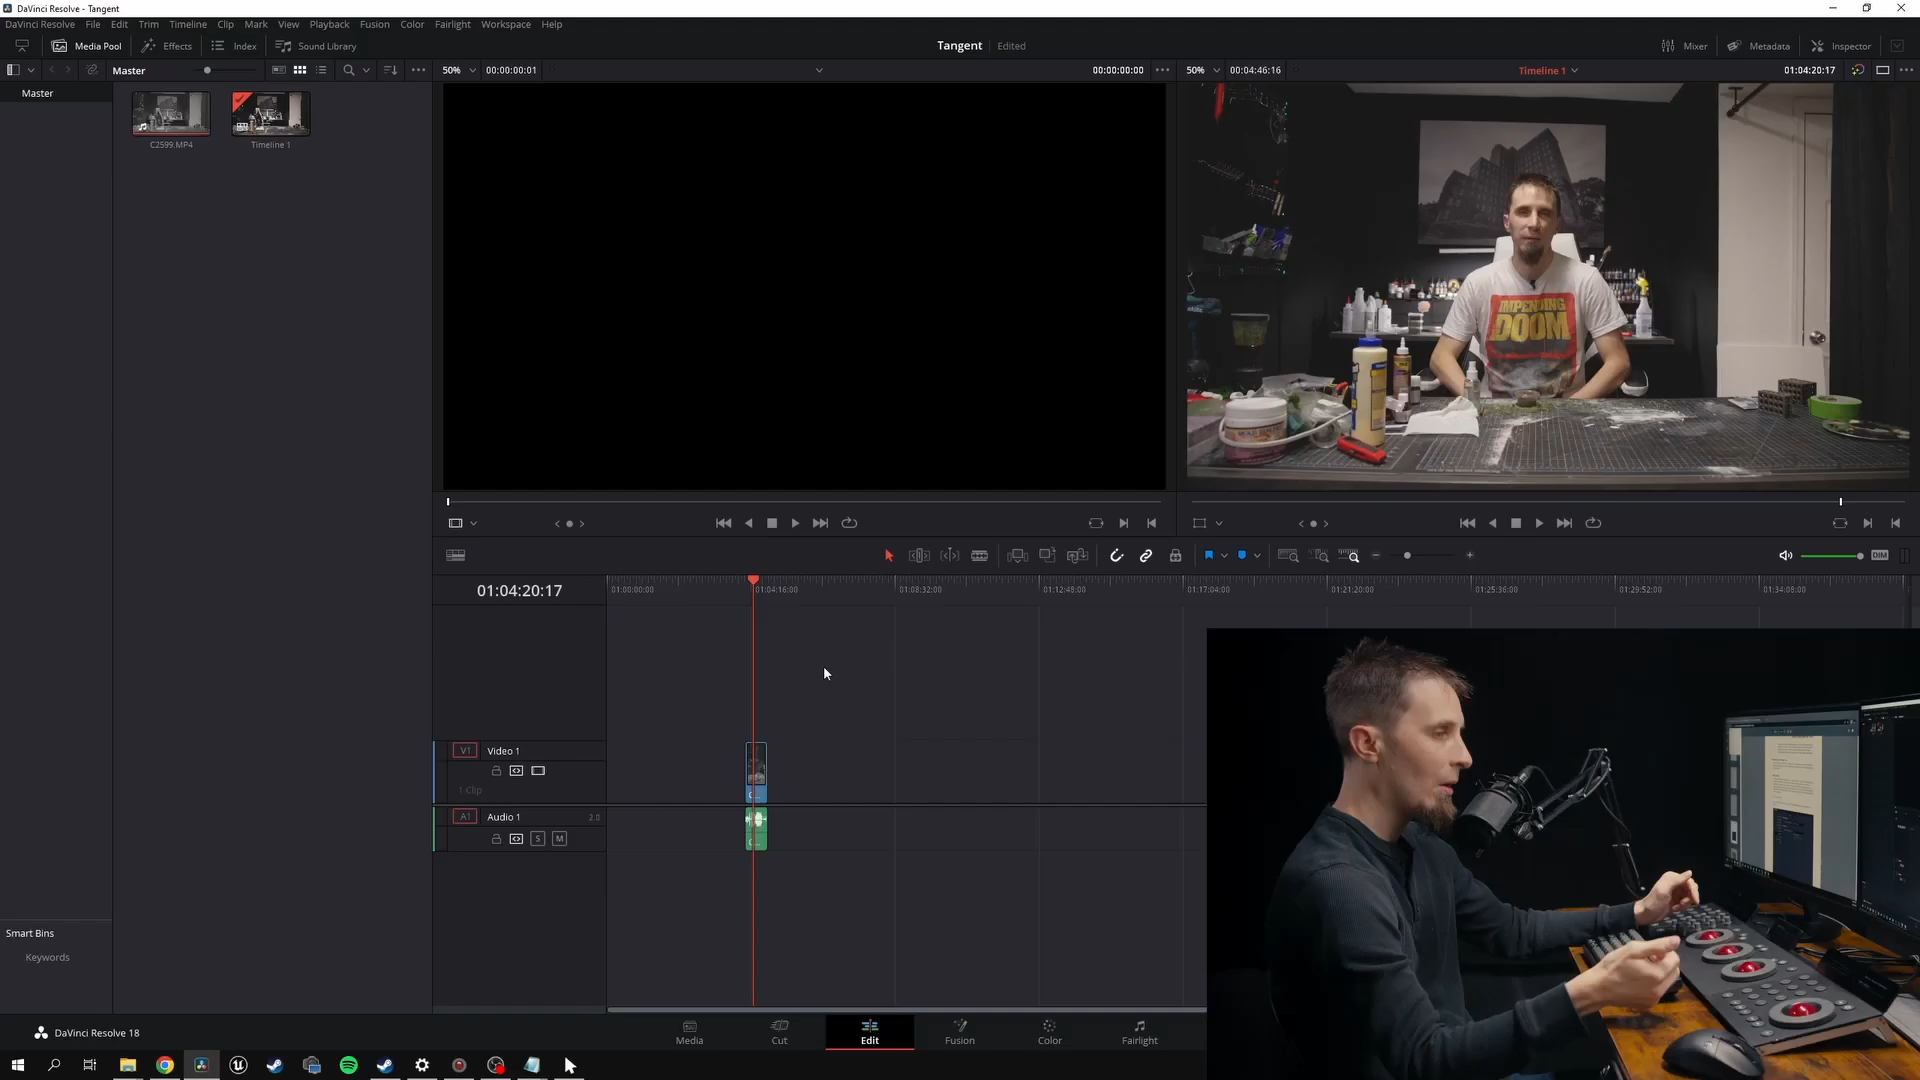 DaVinci Resolve - Tangent
DaVinci Resolve File Edit Trim Timeline Clip Mark View Playback Fusion Color Fairlight Workspace Help
Media Pool Effects Index Sound Library
Tangent Edited
Mixer Metadata Inspector
Master
50% 00:00:00:01
00:00:00:00
50% 00:04:46:16
Timeline 1
01:04:20:17
Master
C2599.MP4
Timeline 1
IMPENDING
DOOM
DIM
01:04:20:17
01:00:00:00 01:04:16:00 01:08:32:00 01:12:48:00 01:17:04:00 01:21:20:00 01:25:36:00 01:29:52:00 01:34:08:00
V1 Video 1
1 Clip
A1 Audio 1 2.0
S M
Smart Bins
Keywords
DaVinci Resolve 18
Media Cut Edit Fusion Color Fairlight